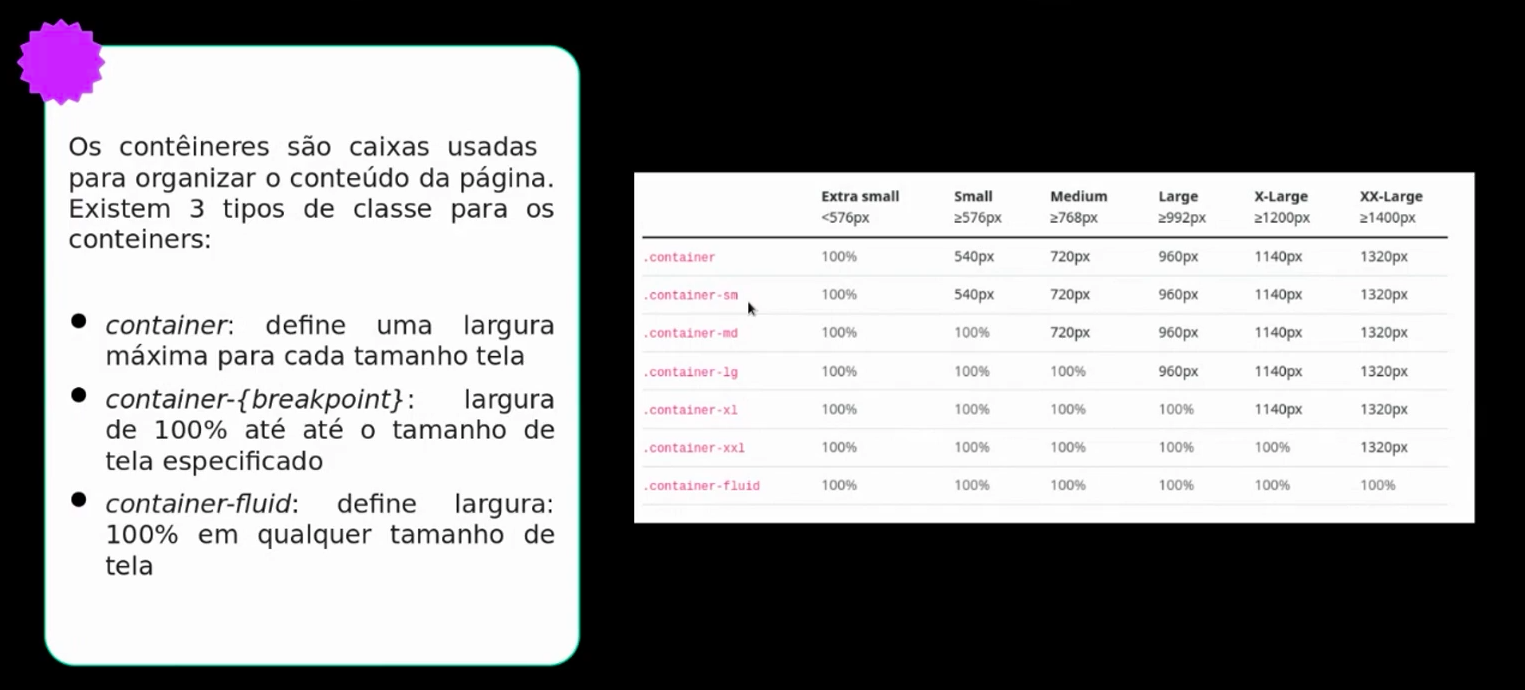 Os contêineres são caixas usadas
para organizar o conteúdo da página.
Existem 3 tipos de classe para os
conteiners:
● container: define uma largura
máxima para cada tamanho tela
● container-{breakpoint}: largura
de 100% até até o tamanho de
tela especificado
● container-fluid: define largura:
100% em qualquer tamanho de
tela
Extra small Small Medium Large X-Large XX-Large
<576px ≥576px ≥768px ≥992px ≥1200px ≥1400px
.container 100% 540px 720px 960px 1140px 1320px
.container-sm 100% 540px 720px 960px 1140px 1320px
.container-md 100% 100% 720px 960px 1140px 1320px
.container-lg 100% 100% 100% 960px 1140px 1320px
.container-xl 100% 100% 100% 100% 1140px 1320px
.container-xxl 100% 100% 100% 100% 100% 1320px
.container-fluid 100% 100% 100% 100% 100% 100%